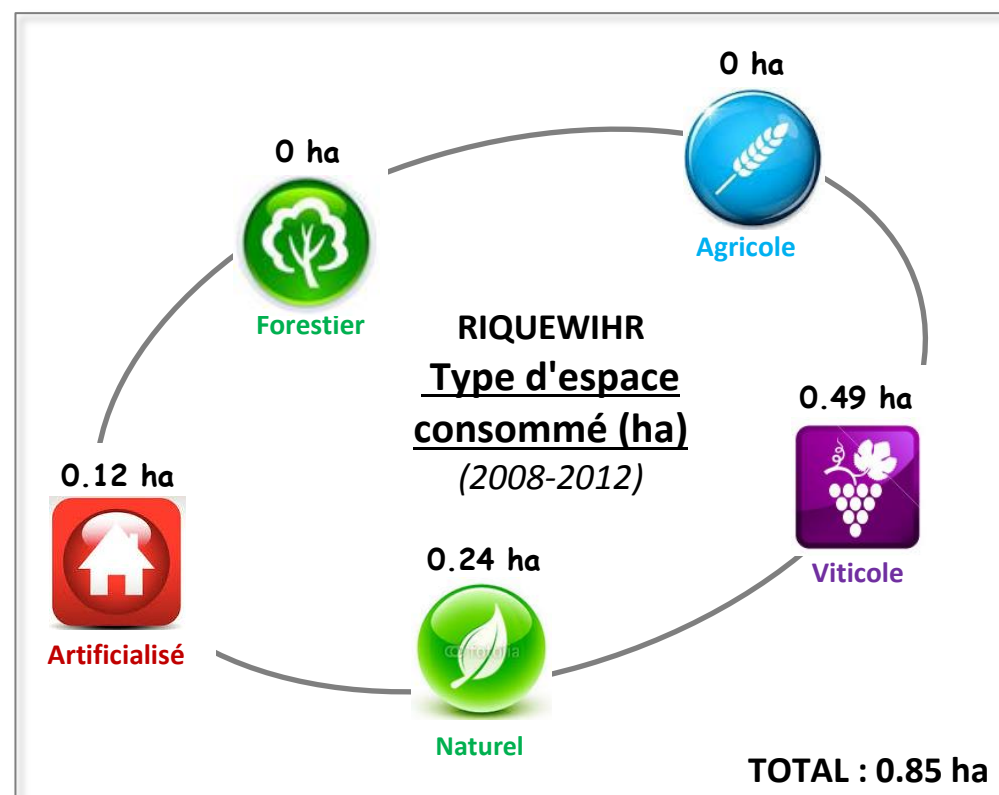 0 ha
Agricole
0 ha
Forestier
RIQUEWIHR
Type d'espace
consommé (ha)
(2008-2012)
0.49 ha
Viticole
0.12 ha
Artificialisé
0.24 ha
Naturel
TOTAL : 0.85 ha